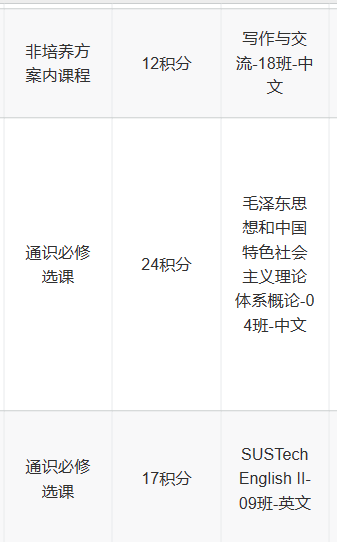 非培养方
案内课程
12积分
写作与交
流-18班-中
文
通识必修
选课
24积分
毛泽东思
想和中国
特色社会
主义理论
体系概论-0
4班-中文
通识必修
选课
17积分
SUSTech
English II-
09班-英文